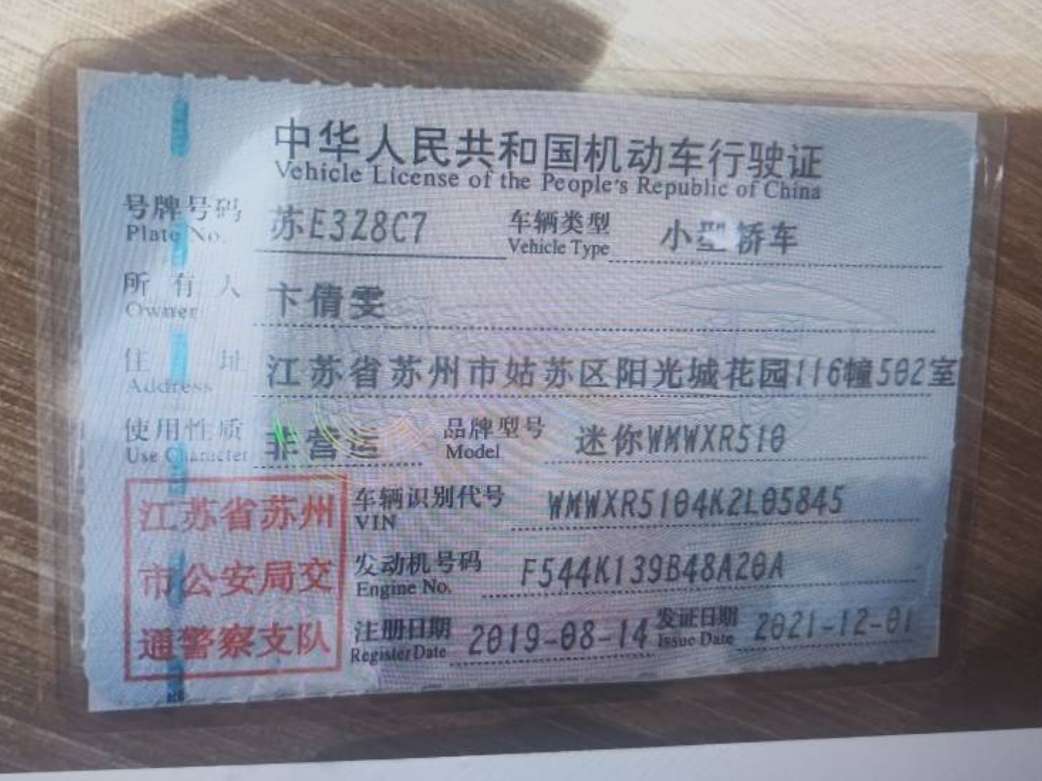 中华人民共和国机动车行驶证
Vehicle License of the People's Republic of China
号牌号码 苏E3Z8C7 车辆类型 小型轿车
Plate No. Vehicle Type
所有人 卞倩雯
Owner
住址 江苏省苏州市姑苏区阳光城花园116幢502室
Address
使用性质 非营运 品牌型号 迷你WMWXR510
Use Character Model
江苏省苏州 车辆识别代号 WMWXR5104K2L05845
VIN
市公安局交 发动机号码 F544K139B48A20A
Engine No.
通警察支队 注册日期 2019-08-14 发证日期 2021-12-01
Register Date Issue Date